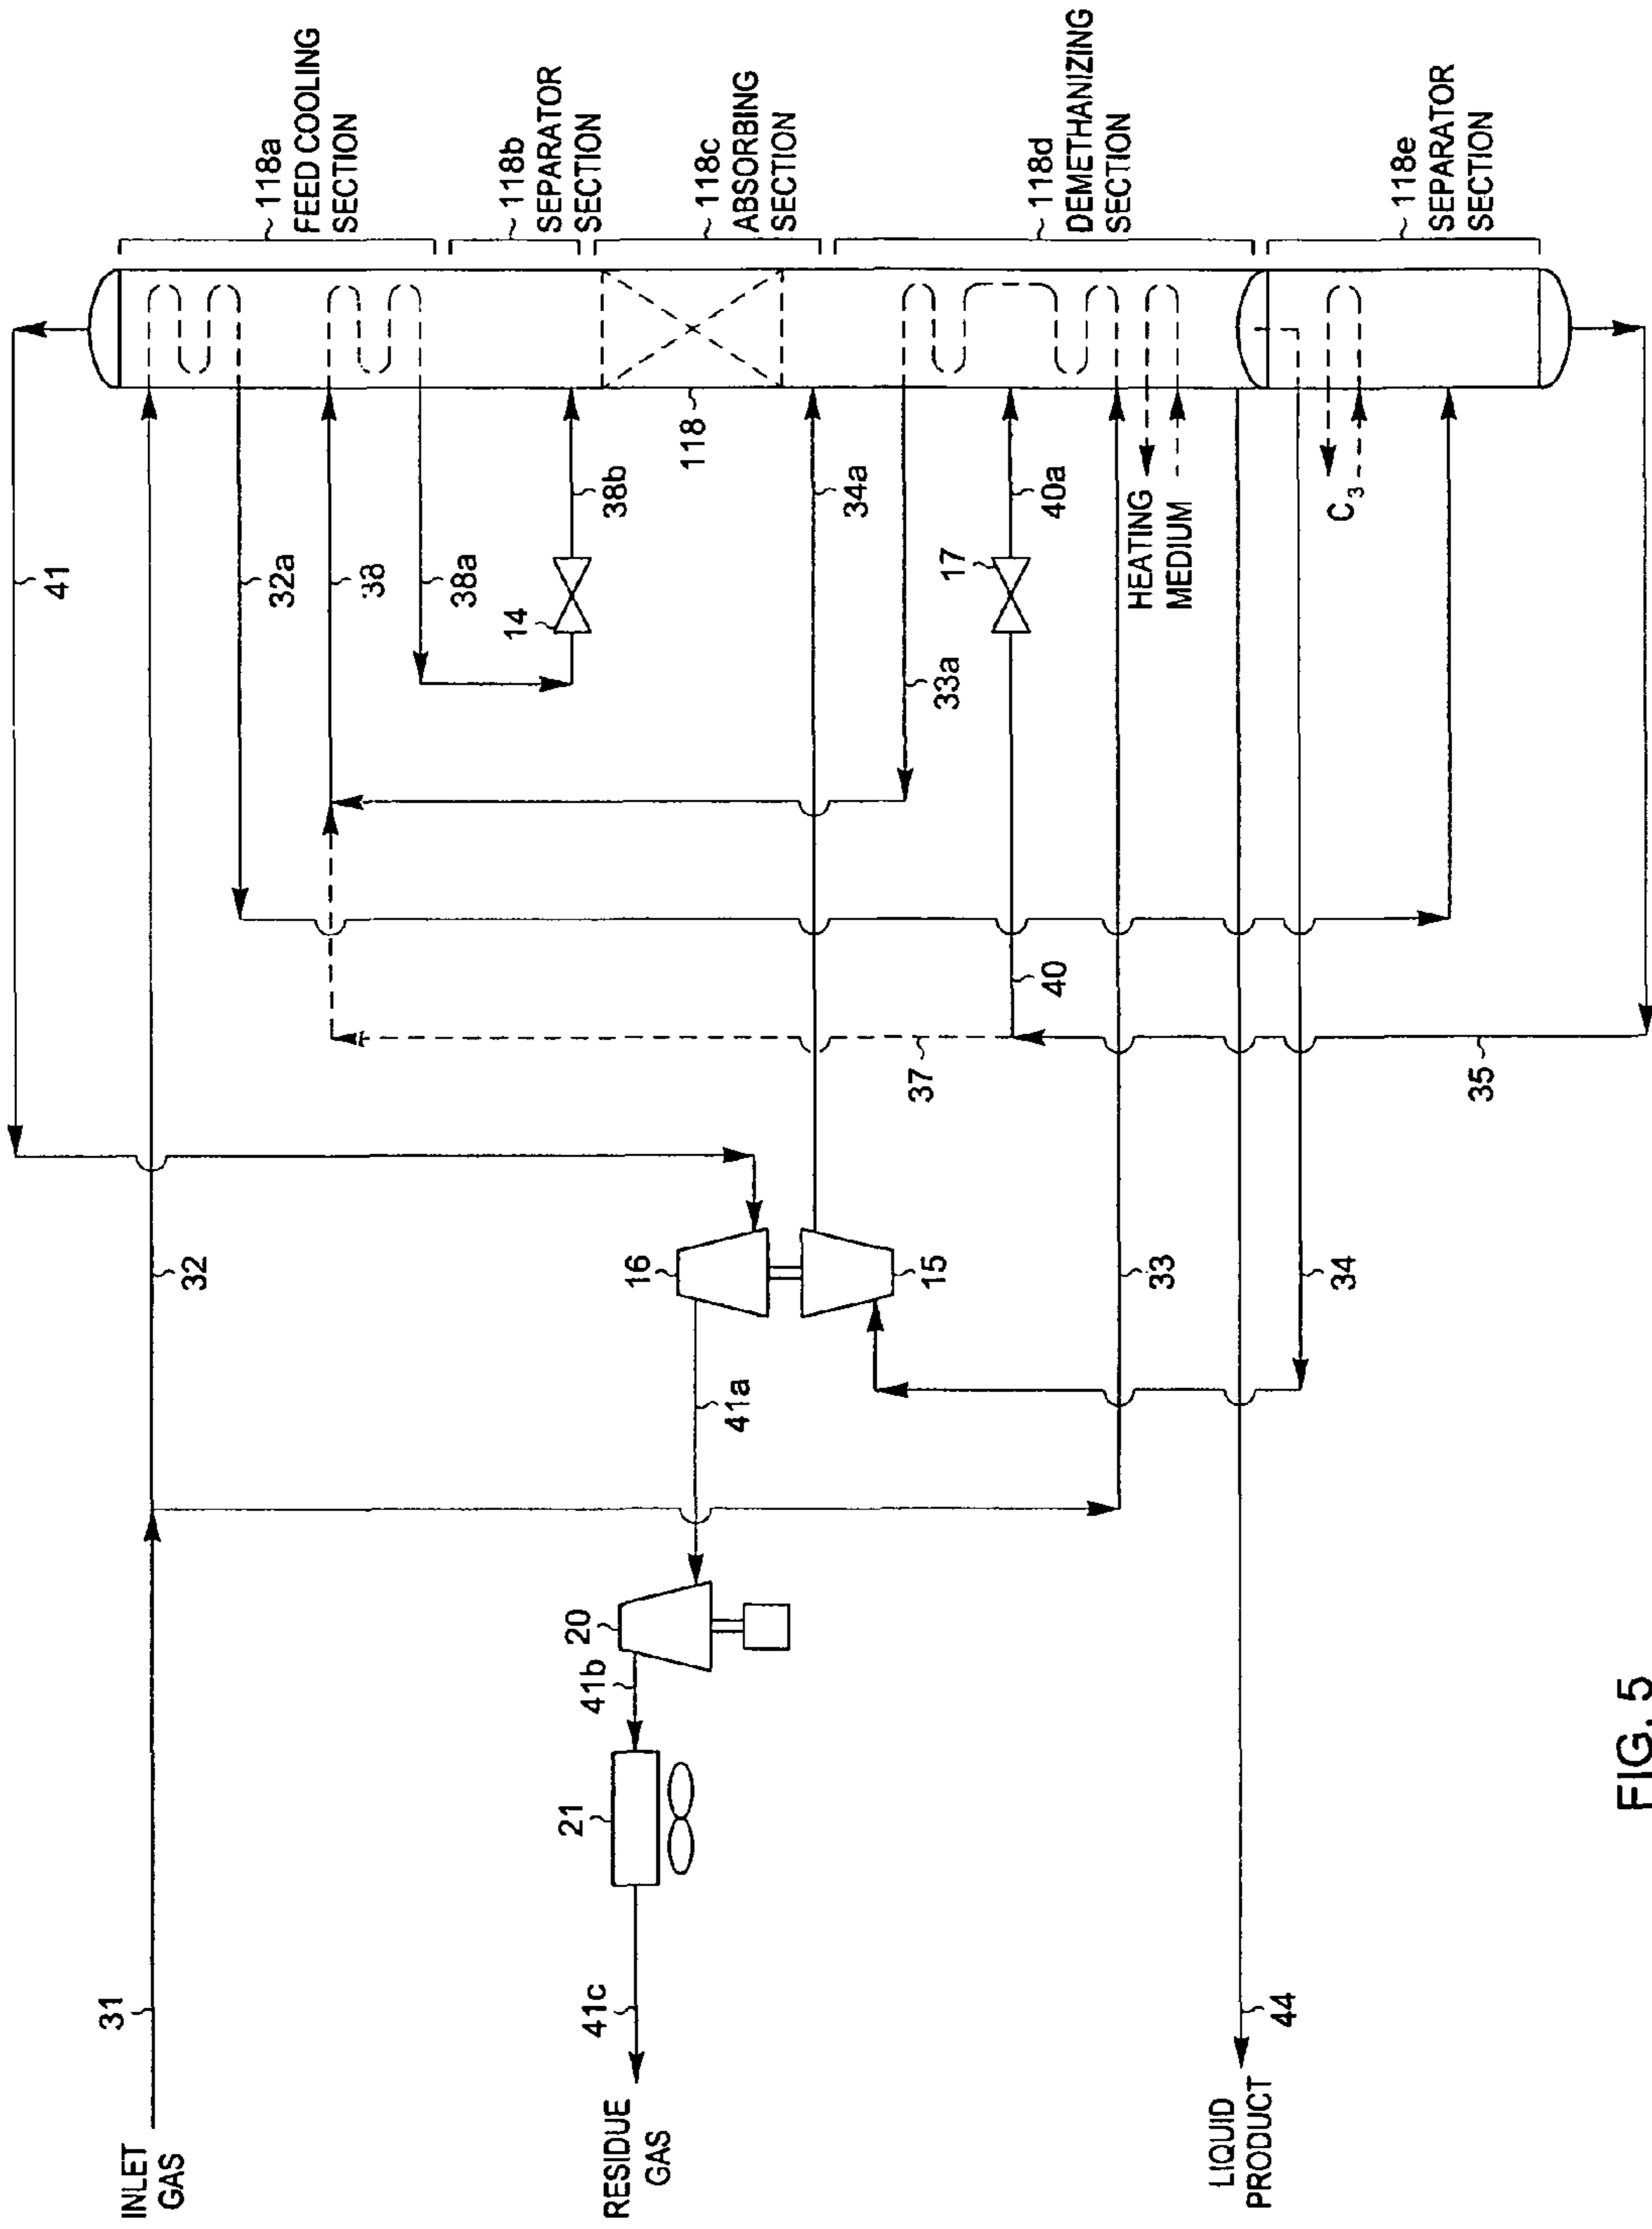 118a
FEED COOLING
SECTION
118b
SEPARATOR
SECTION
118c
ABSORBING
SECTION
118d
DEMETHANIZING
SECTION
118e
SEPARATOR
SECTION
41
32a
38
38a
14
38b
118
34a
33a
17
40a
HEATING
MEDIUM
C3
40
37
35
32
16
15
33
34
41a
20
41b
21
31
41c
44
INLET
GAS
RESIDUE
GAS
LIQUID
PRODUCT
FIG. 5